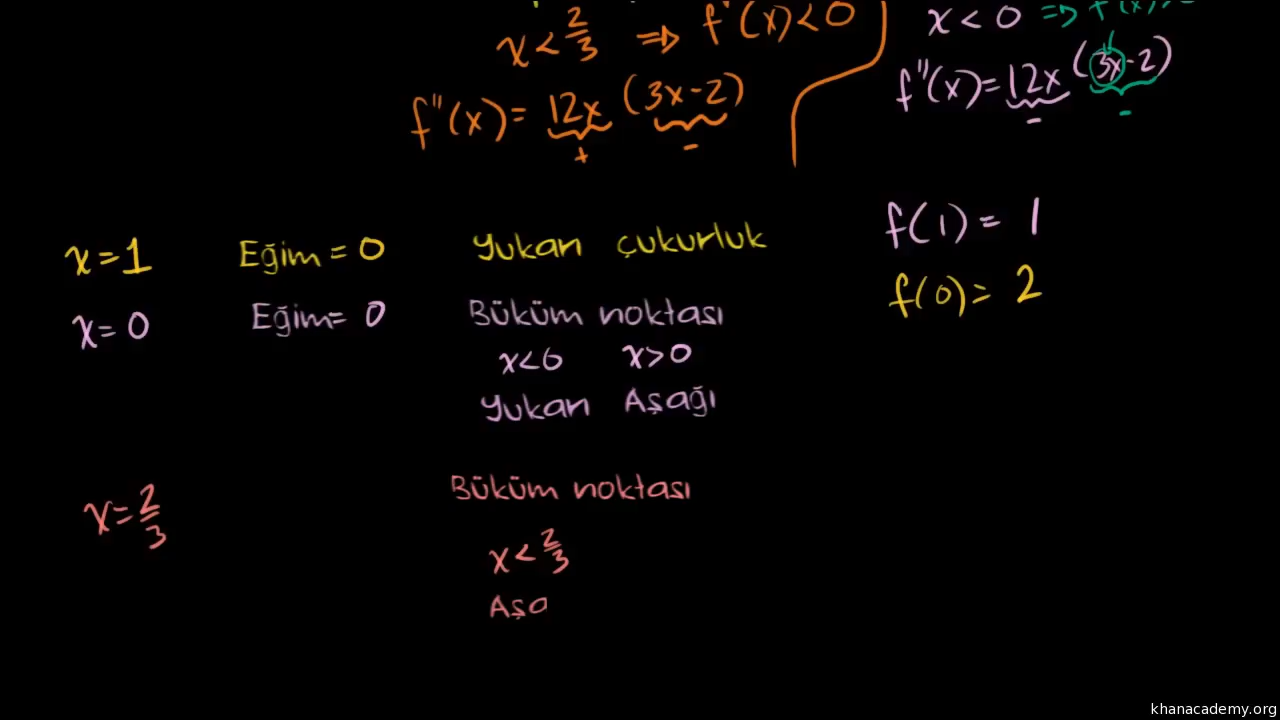 x < 2/3 ⇒ f''(x) < 0
f''(x) = 12x (3x-2)
+ -
x < 0 ⇒
f''(x) = 12x (3x-2)
- -
x = 1 Eğim = 0 Yukarı çukurluk
x = 0 Eğim = 0 Büküm noktası
x<0 x>0
Yukarı Aşağı
f(1) = 1
f(0) = 2
x = 2/3 Büküm noktası
x < 2/3
Aşa
khanacademy.org